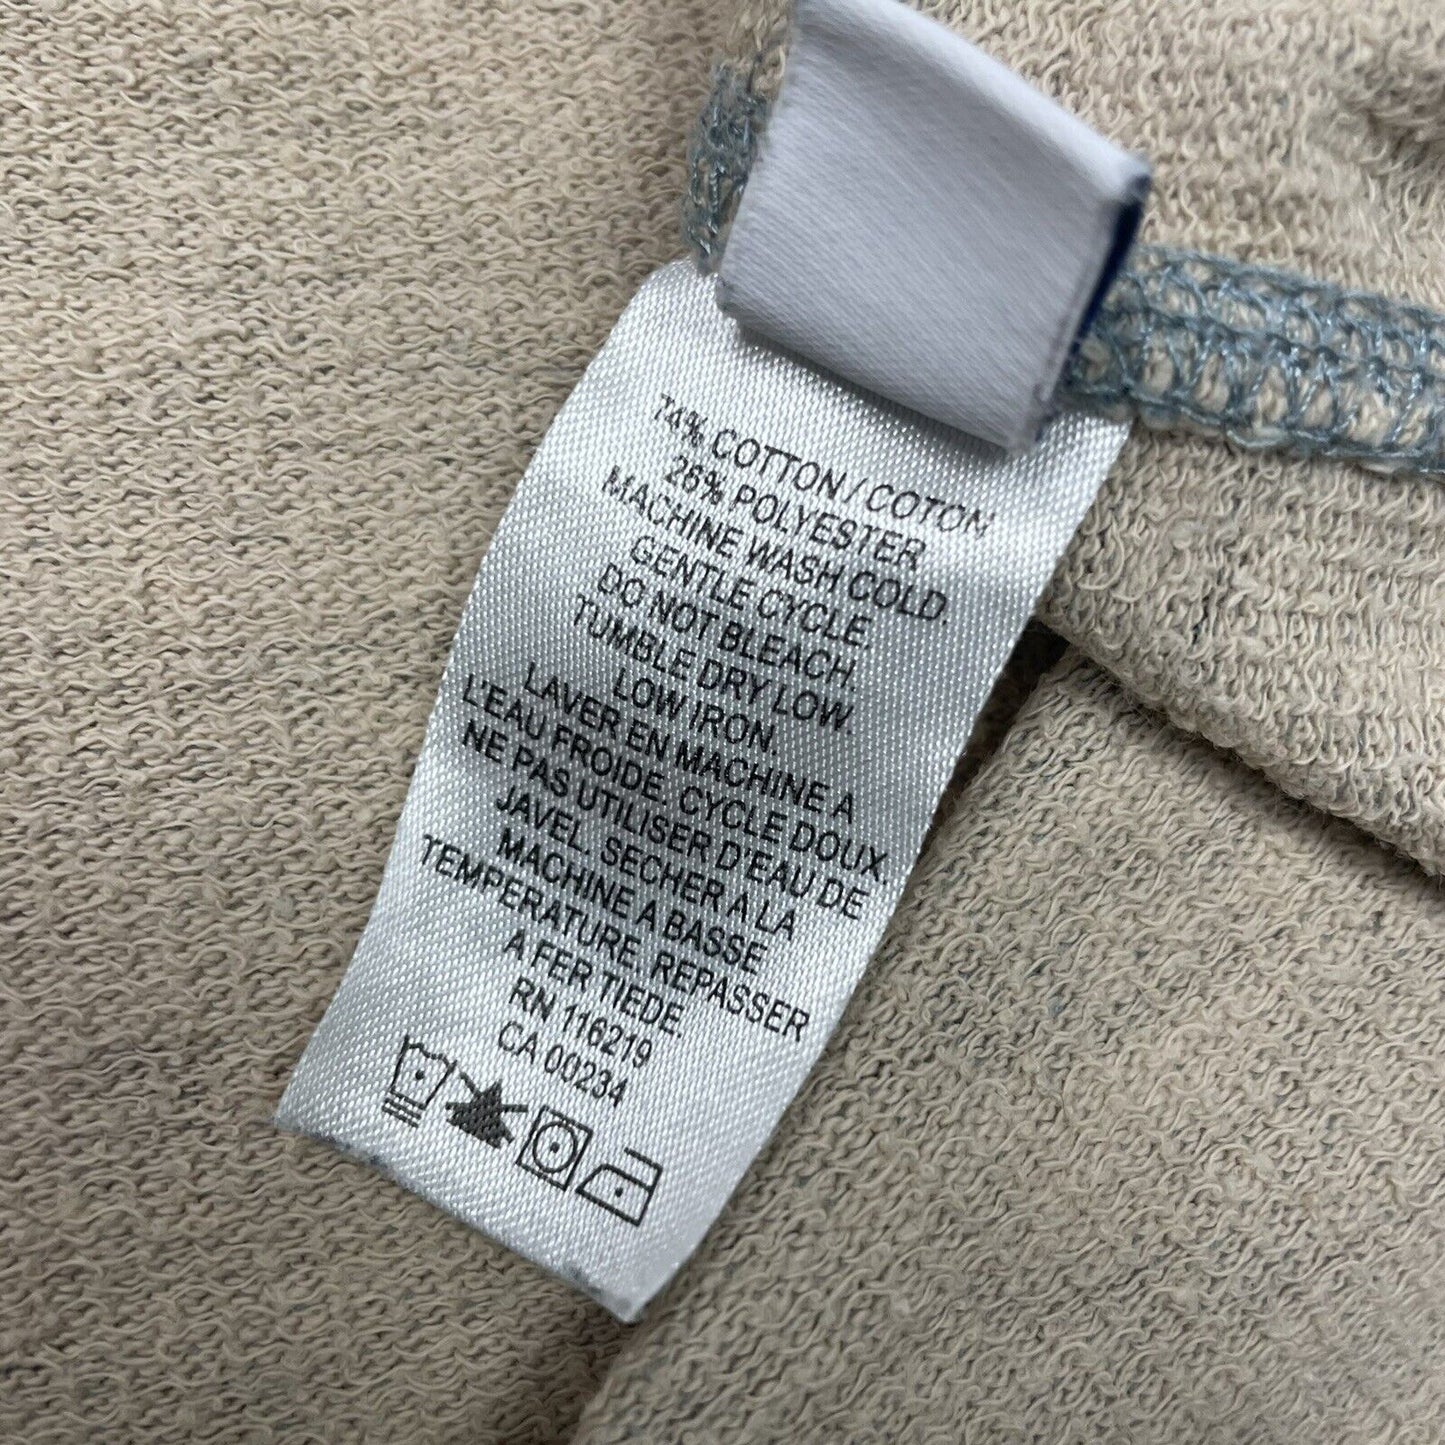 74% COTTON / COTON
26% POLYESTER
MACHINE WASH COLD.
GENTLE CYCLE.
DO NOT BLEACH.
TUMBLE DRY LOW.
LOW IRON.
LAVER EN MACHINE A
L'EAU FROIDE. CYCLE DOUX.
NE PAS UTILISER D'EAU DE
JAVEL. SECHER A LA
MACHINE A BASSE
TEMPERATURE. REPASSER
A FER TIEDE.
RN 116219
CA 00234